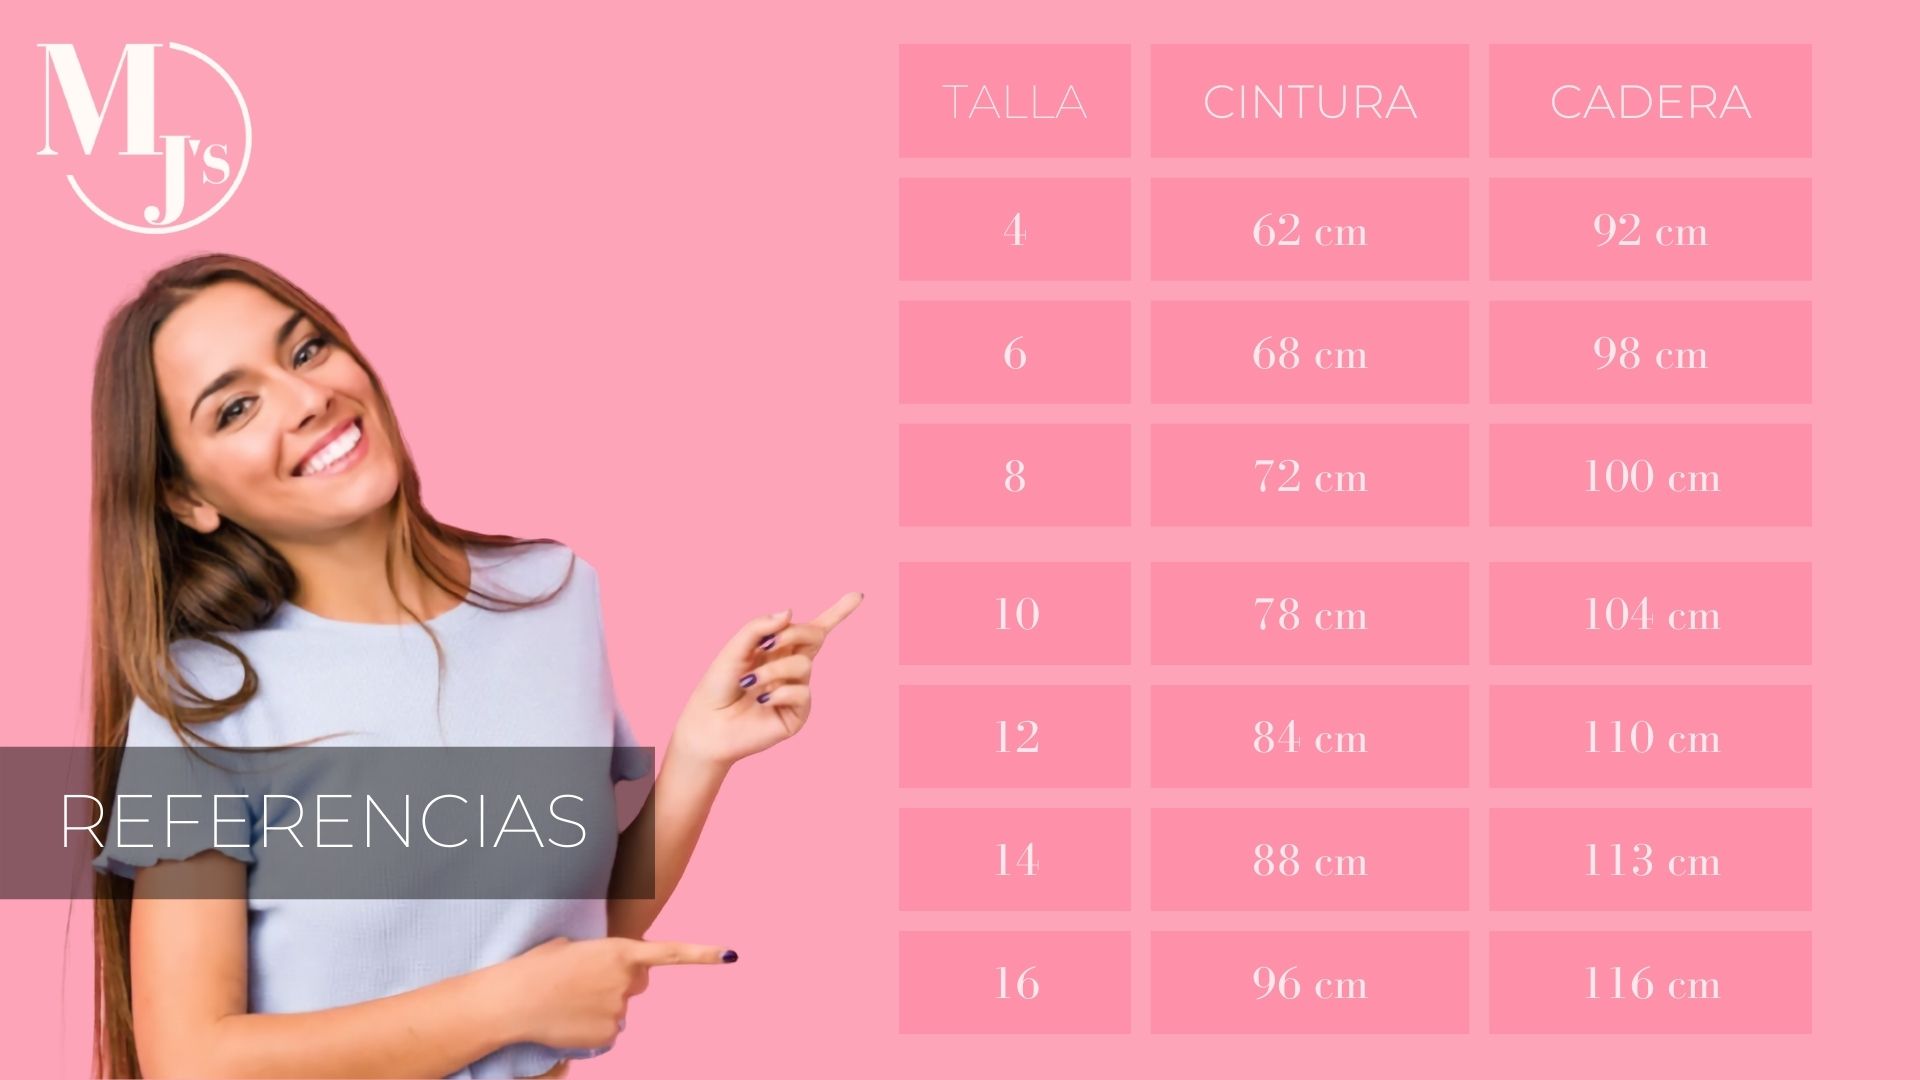 MJ's
TALLA CINTURA CADERA
4 62 cm 92 cm
6 68 cm 98 cm
8 72 cm 100 cm
10 78 cm 104 cm
12 84 cm 110 cm
14 88 cm 113 cm
16 96 cm 116 cm
REFERENCIAS